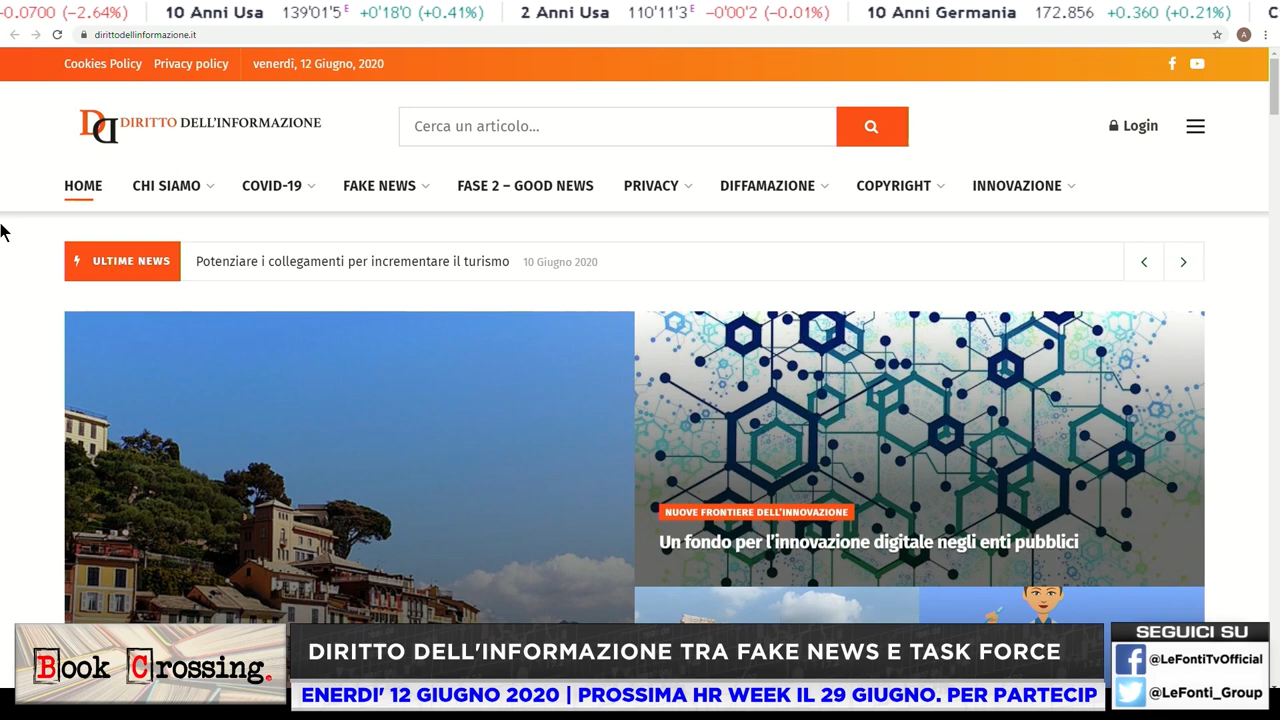 -0.0700 (−2.64%) 10 Anni Usa 139'01'5 E +0'18'0 (+0.41%) 2 Anni Usa 110'11'3 E −0'00'2 (−0.01%) 10 Anni Germania 172.856 +0.360 (+0.21%) C
dirittodellinformazione.it A
Cookies Policy Privacy policy venerdì, 12 Giugno, 2020
DD DIRITTO DELL'INFORMAZIONE Cerca un articolo... Login
HOME CHI SIAMO COVID-19 FAKE NEWS FASE 2 – GOOD NEWS PRIVACY DIFFAMAZIONE COPYRIGHT INNOVAZIONE
ULTIME NEWS Potenziare i collegamenti per incrementare il turismo 10 Giugno 2020
NUOVE FRONTIERE DELL'INNOVAZIONE
Un fondo per l'innovazione digitale negli enti pubblici
Book Crossing.
DIRITTO DELL'INFORMAZIONE TRA FAKE NEWS E TASK FORCE
ENERDI' 12 GIUGNO 2020 | PROSSIMA HR WEEK IL 29 GIUGNO. PER PARTECIP
SEGUICI SU
@LeFontiTvOfficial
@LeFonti_Group